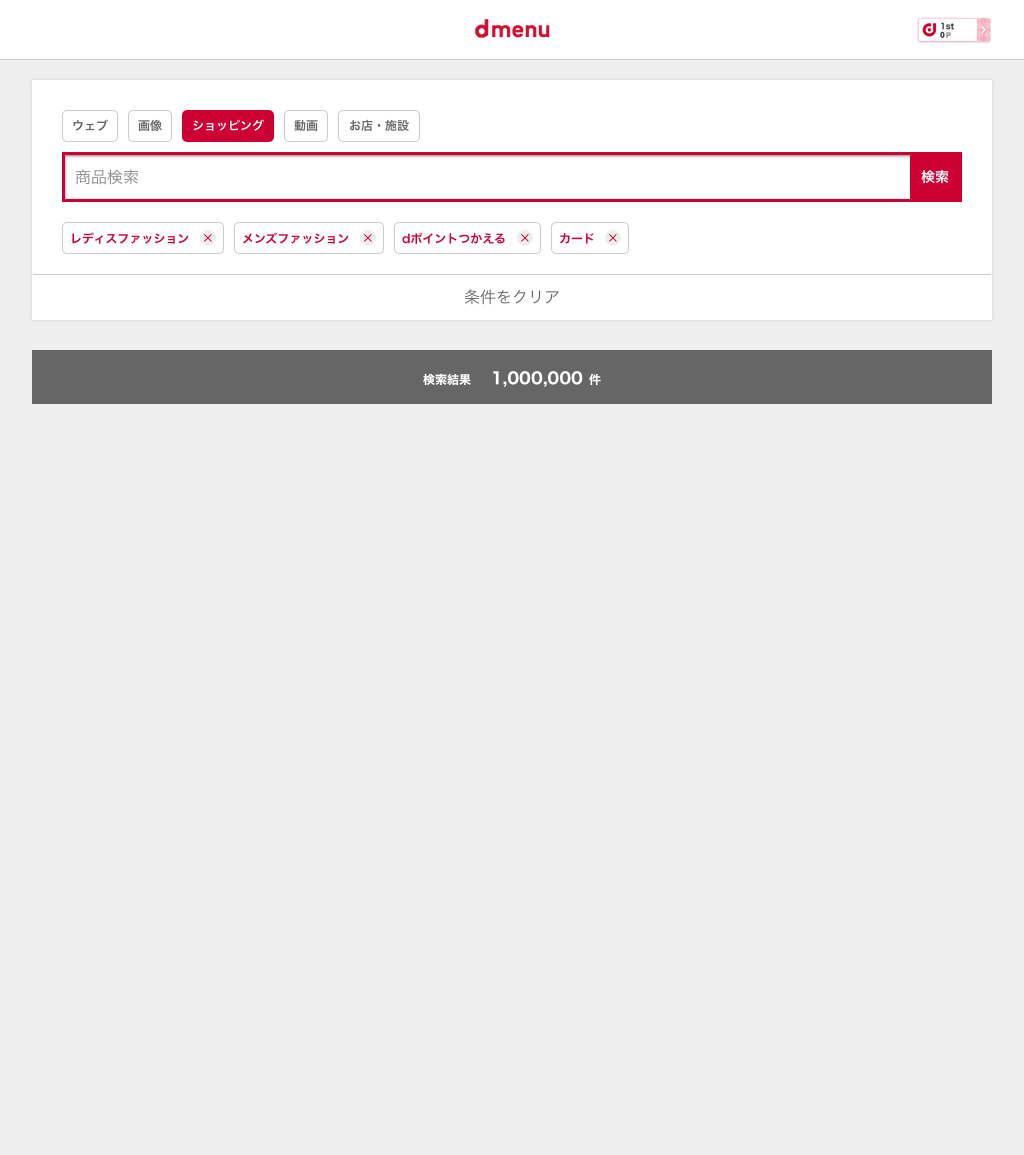 dmenu
1st
0P
ウェブ 画像 ショッピング 動画 お店・施設
商品検索 検索
レディスファッション × メンズファッション × dポイントつかえる × カード ×
条件をクリア
検索結果 1,000,000 件